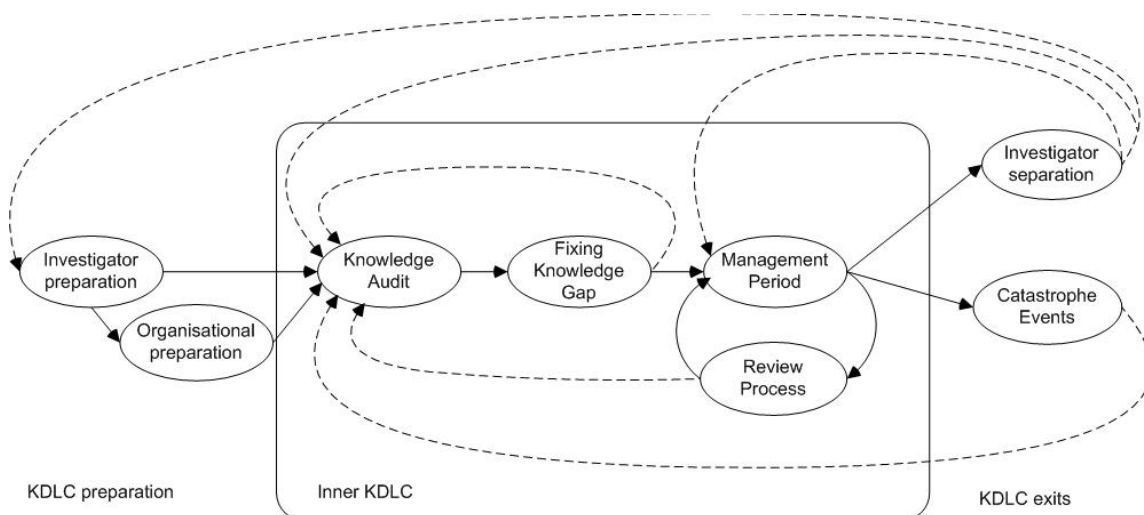 Investigator
separation
Investigator
preparation
Knowledge
Audit
Fixing
Knowledge
Gap
Management
Period
Catastrophe
Events
Organisational
preparation
Review
Process
KDLC preparation
Inner KDLC
KDLC exits